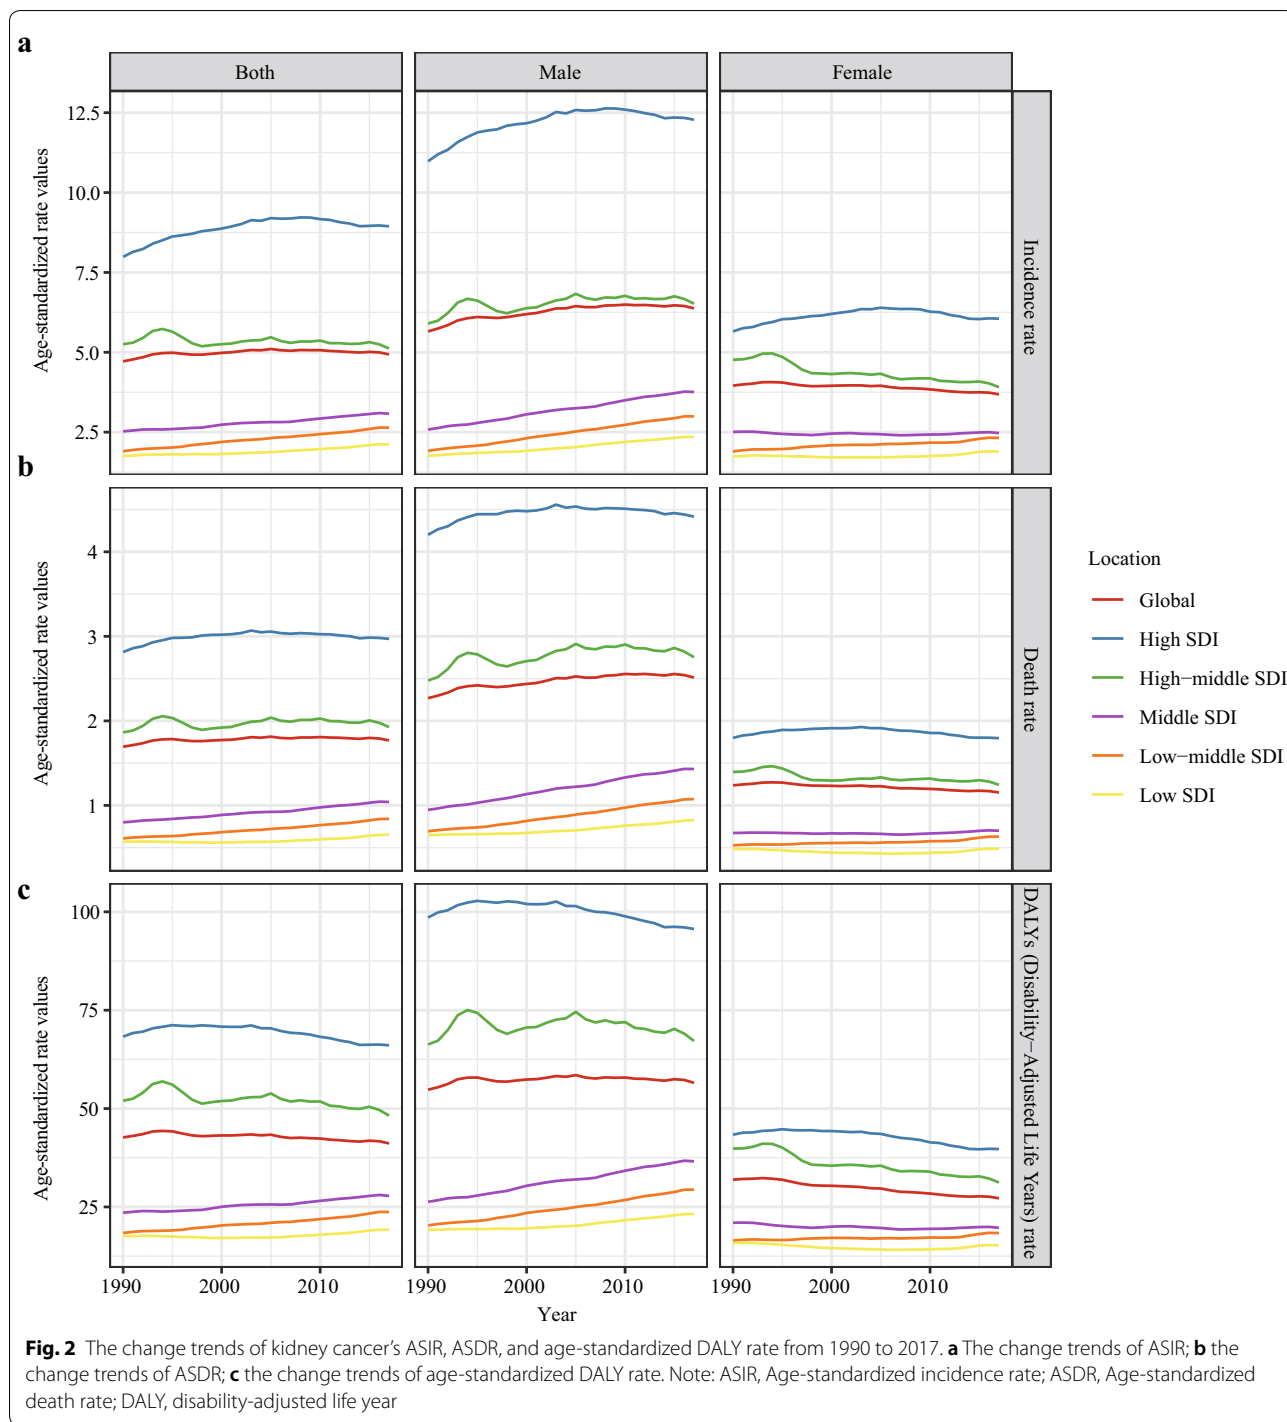 a
Both
Male
Female
Age-standardized rate values
12.5
10.0
7.5
5.0
2.5
Incidence rate
b
Age-standardized rate values
4
3
2
1
Death rate
Location
Global
High SDI
High−middle SDI
Middle SDI
Low−middle SDI
Low SDI
c
Age-standardized rate values
100
75
50
25
DALYs (Disability−Adjusted Life Years) rate
1990 2000 2010 1990 2000 2010 1990 2000 2010
Year
Fig. 2 The change trends of kidney cancer's ASIR, ASDR, and age-standardized DALY rate from 1990 to 2017. a The change trends of ASIR; b the
change trends of ASDR; c the change trends of age-standardized DALY rate. Note: ASIR, Age-standardized incidence rate; ASDR, Age-standardized
death rate; DALY, disability-adjusted life year